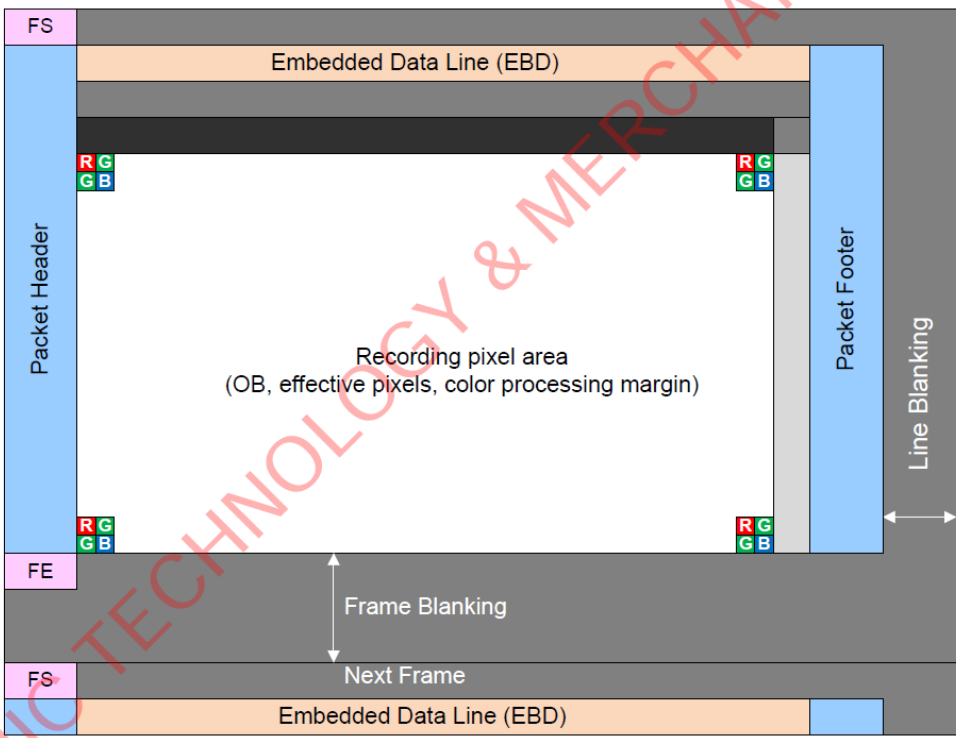 FS
Embedded Data Line (EBD)
R G
G B
R G
G B
Packet Header
Packet Footer
Recording pixel area
(OB, effective pixels, color processing margin)
Line Blanking
R G
G B
R G
G B
FE
Frame Blanking
FS
Next Frame
Embedded Data Line (EBD)
TECHNOLOGY &